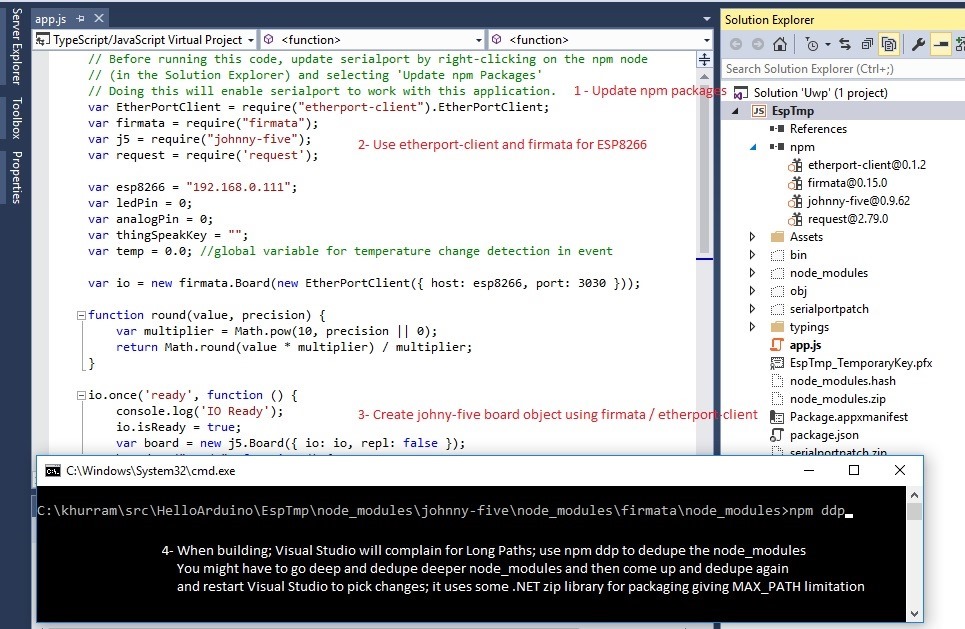 Server Explorer
Toolbox
Properties
app.js
TypeScript/JavaScript Virtual Project
<function>
<function>
// Before running this code, update serialport by right-clicking on the npm node
// (in the Solution Explorer) and selecting 'Update npm Packages'
// Doing this will enable serialport to work with this application.
1 - Update npm packages
var EtherPortClient = require("etherport-client").EtherPortClient;
var firmata = require("firmata");
var j5 = require("johnny-five");
2- Use etherport-client and firmata for ESP8266
var request = require('request');
var esp8266 = "192.168.0.111";
var ledPin = 0;
var analogPin = 0;
var thingSpeakKey = "";
var temp = 0.0; //global variable for temperature change detection in event
var io = new firmata.Board(new EtherPortClient({ host: esp8266, port: 3030 }));
function round(value, precision) {
var multiplier = Math.pow(10, precision || 0);
return Math.round(value * multiplier) / multiplier;
}
io.once('ready', function () {
console.log('IO Ready');
3- Create johny-five board object using firmata / etherport-client
io.isReady = true;
var board = new j5.Board({ io: io, repl: false });
Solution Explorer
Search Solution Explorer (Ctrl+;)
Solution 'Uwp' (1 project)
JS EspTmp
References
npm
etherport-client@0.1.2
firmata@0.15.0
johnny-five@0.9.62
request@2.79.0
Assets
bin
node_modules
obj
serialportpatch
typings
app.js
EspTmp_TemporaryKey.pfx
node_modules.hash
node_modules.zip
Package.appxmanifest
package.json
serialportpatch.zip
C:\Windows\System32\cmd.exe
C:\khurram\src\HelloArduino\EspTmp\node_modules\johnny-five\node_modules\firmata\node_modules>npm ddp
4- When building; Visual Studio will complain for Long Paths; use npm ddp to dedupe the node_modules
You might have to go deep and dedupe deeper node_modules and then come up and dedupe again
and restart Visual Studio to pick changes; it uses some .NET zip library for packaging giving MAX_PATH limitation